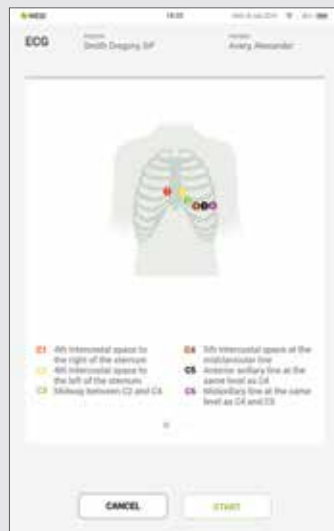 14:22
ECG
Smith Gregory, SIP
Avery, Alexander
C1 4th intercostal space to
the right of the sternum
C2 4th intercostal space to
the left of the sternum
C3 Midway between C2 and C4
C4 5th intercostal space at the
midclavicular line
C5 Anterior axillary line at the
same level as C4
C6 Midaxillary line at the same
level as C4 and C5
CANCEL
START